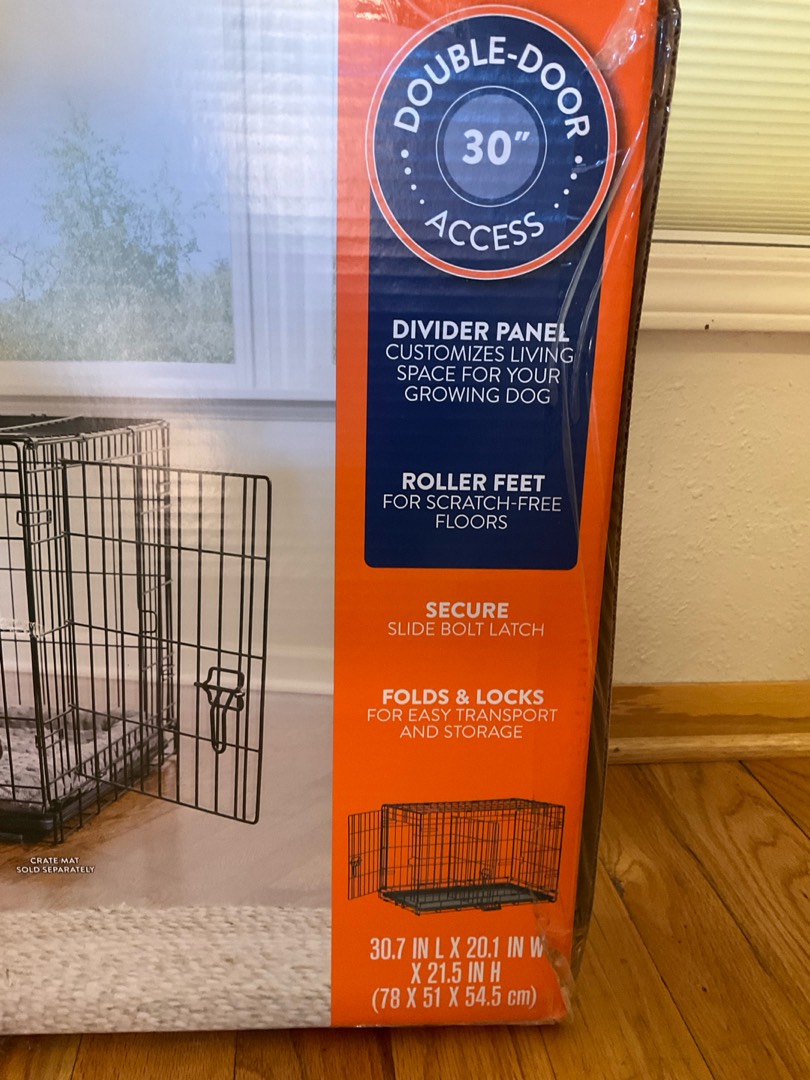 DOUBLE-DOOR
30"
ACCESS
DIVIDER PANEL
CUSTOMIZES LIVING
SPACE FOR YOUR
GROWING DOG
ROLLER FEET
FOR SCRATCH-FREE
FLOORS
SECURE
SLIDE BOLT LATCH
FOLDS & LOCKS
FOR EASY TRANSPORT
AND STORAGE
CRATE MAT
SOLD SEPARATELY
30.7 IN L X 20.1 IN W
X 21.5 IN H
(78 X 51 X 54.5 cm)